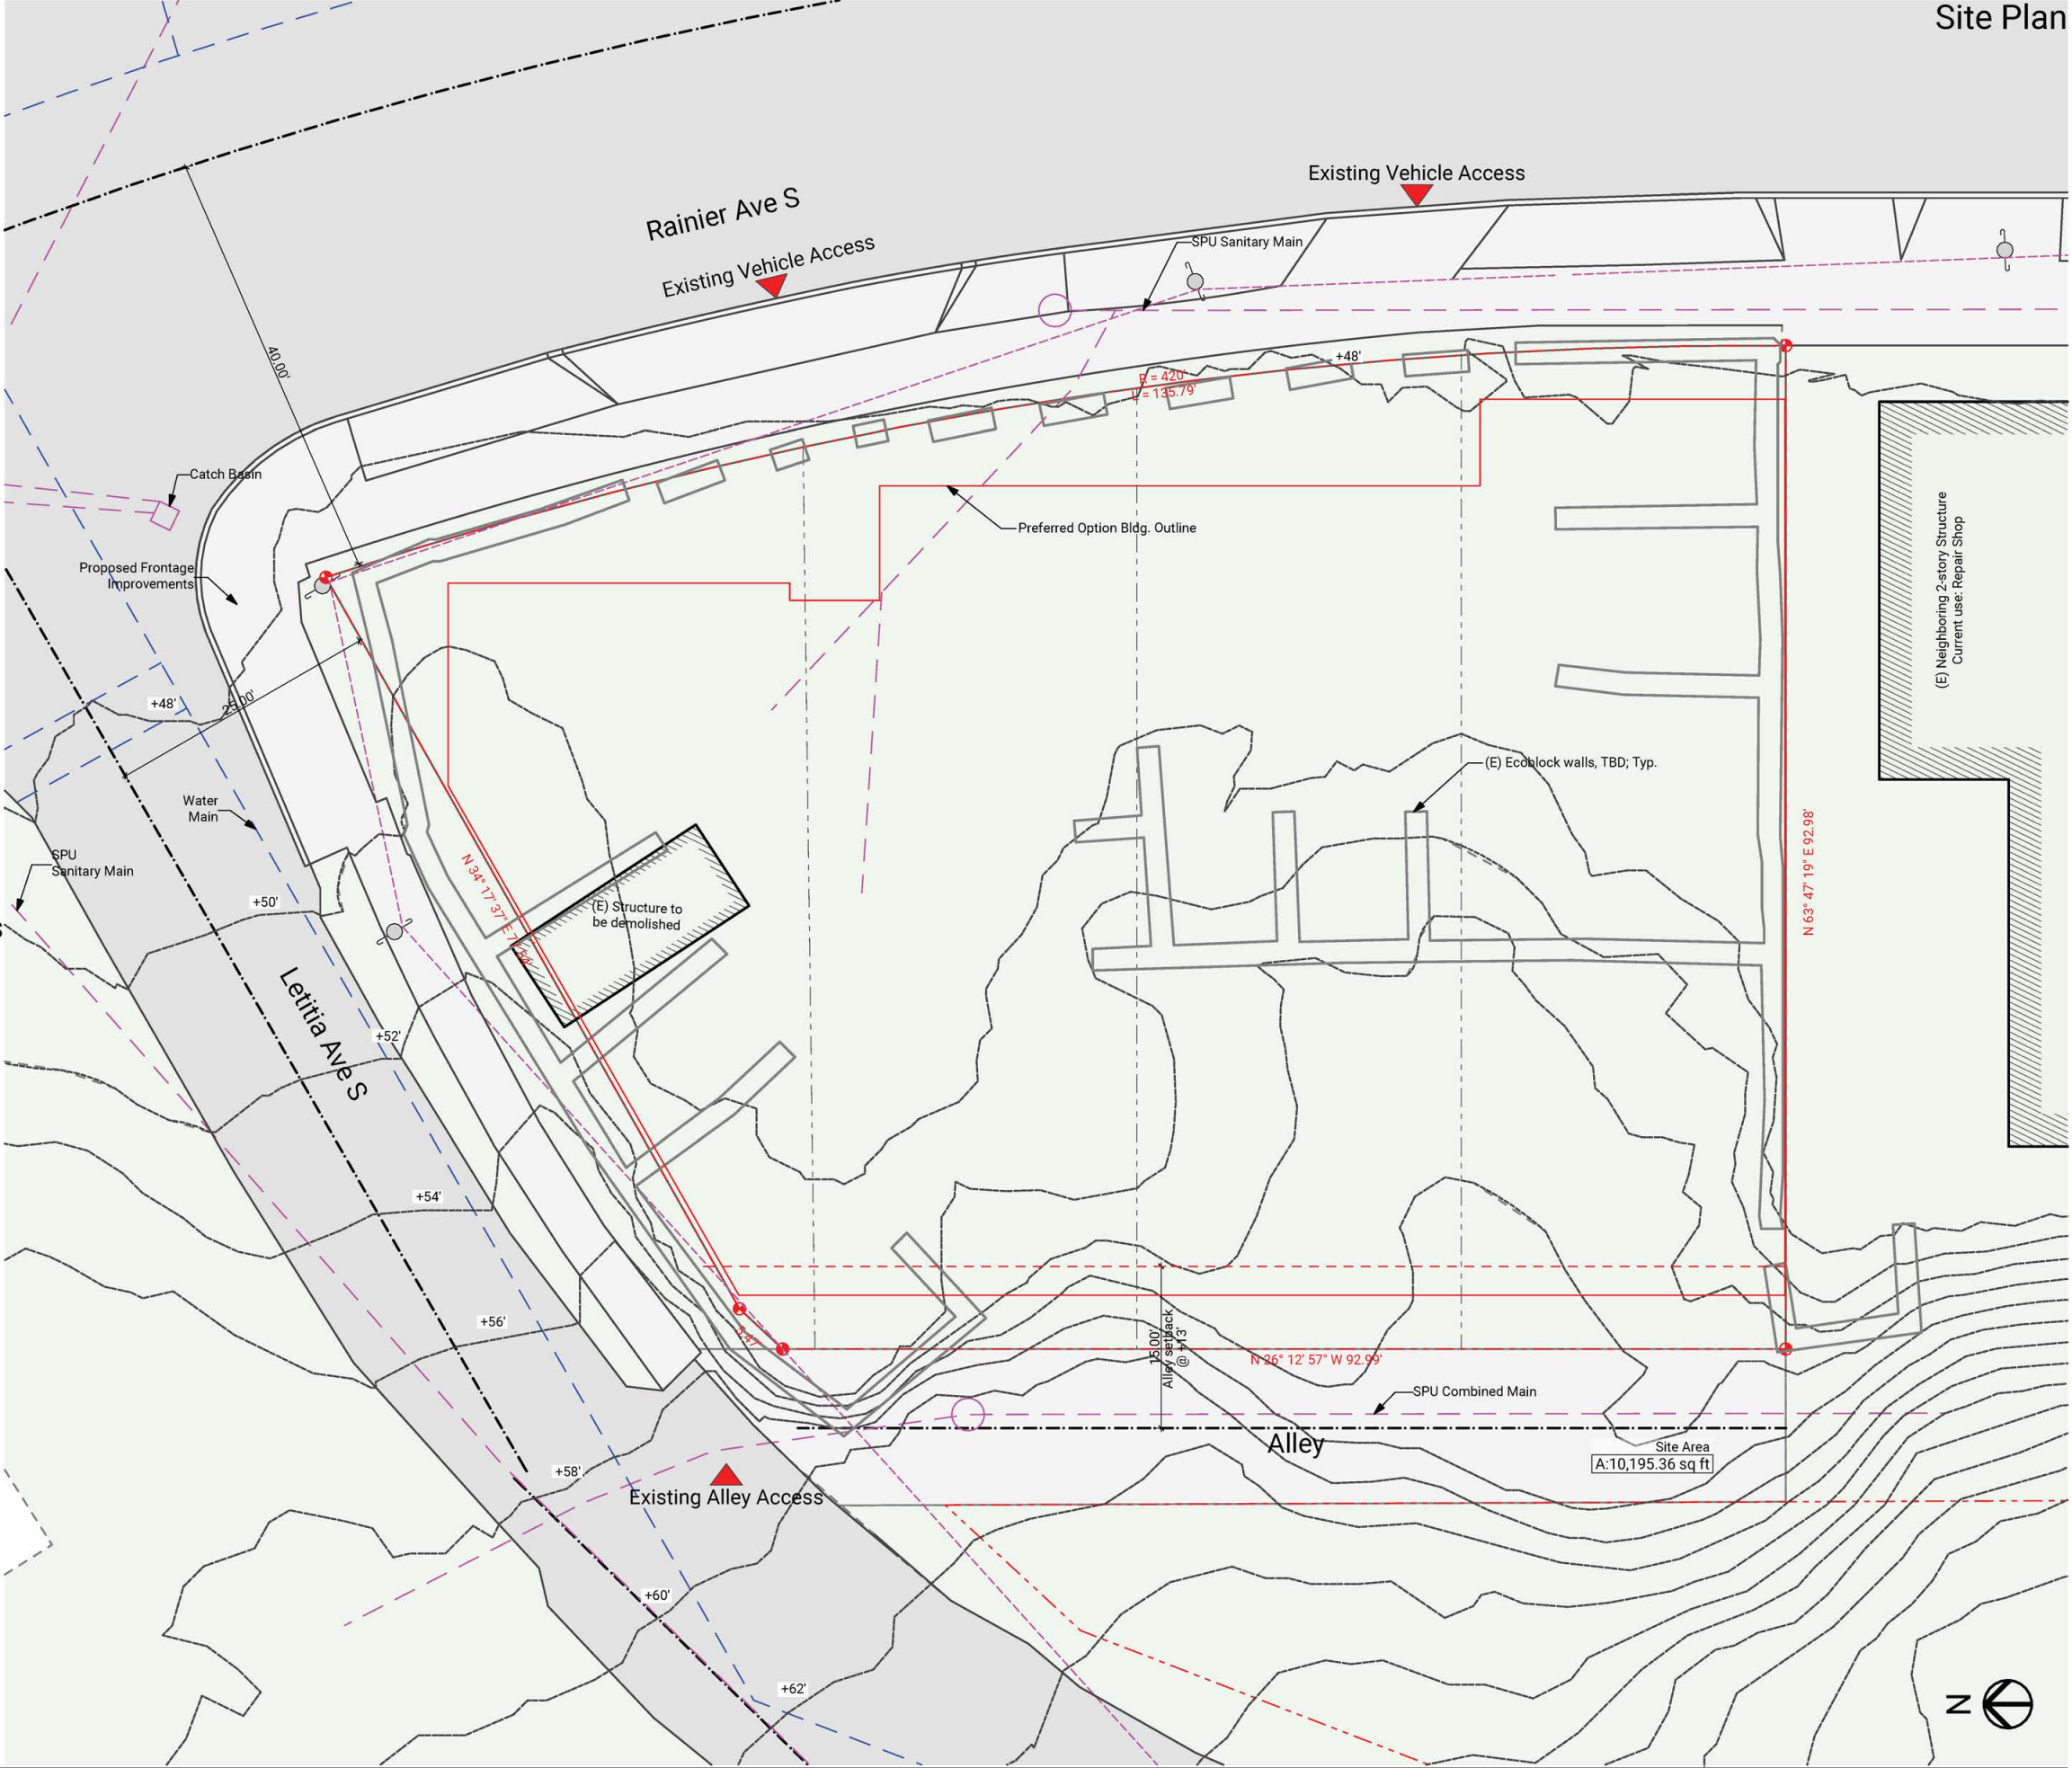 Site Plan
Existing Vehicle Access
Rainier Ave S
SPU Sanitary Main
Existing Vehicle Access
40.00'
+48'
R = 420'
L = 135.79'
Catch Basin
Preferred Option Bldg. Outline
(E) Neighboring 2-story Structure
Current use: Repair Shop
Proposed Frontage
Improvements
+48'
25.00'
(E) Ecoblock walls, TBD; Typ.
Water
Main
SPU
Sanitary Main
N 63° 47' 19" E 92.98'
N 34° 17' 37" E
+50'
(E) Structure to
be demolished
Letitia Ave S
+52'
+54'
+56'
15.00'
Alley setback
@ +13'
N 26° 12' 57" W 92.99'
SPU Combined Main
Alley
Site Area
A:10,195.36 sq ft
+58'
Existing Alley Access
+60'
+62'
N